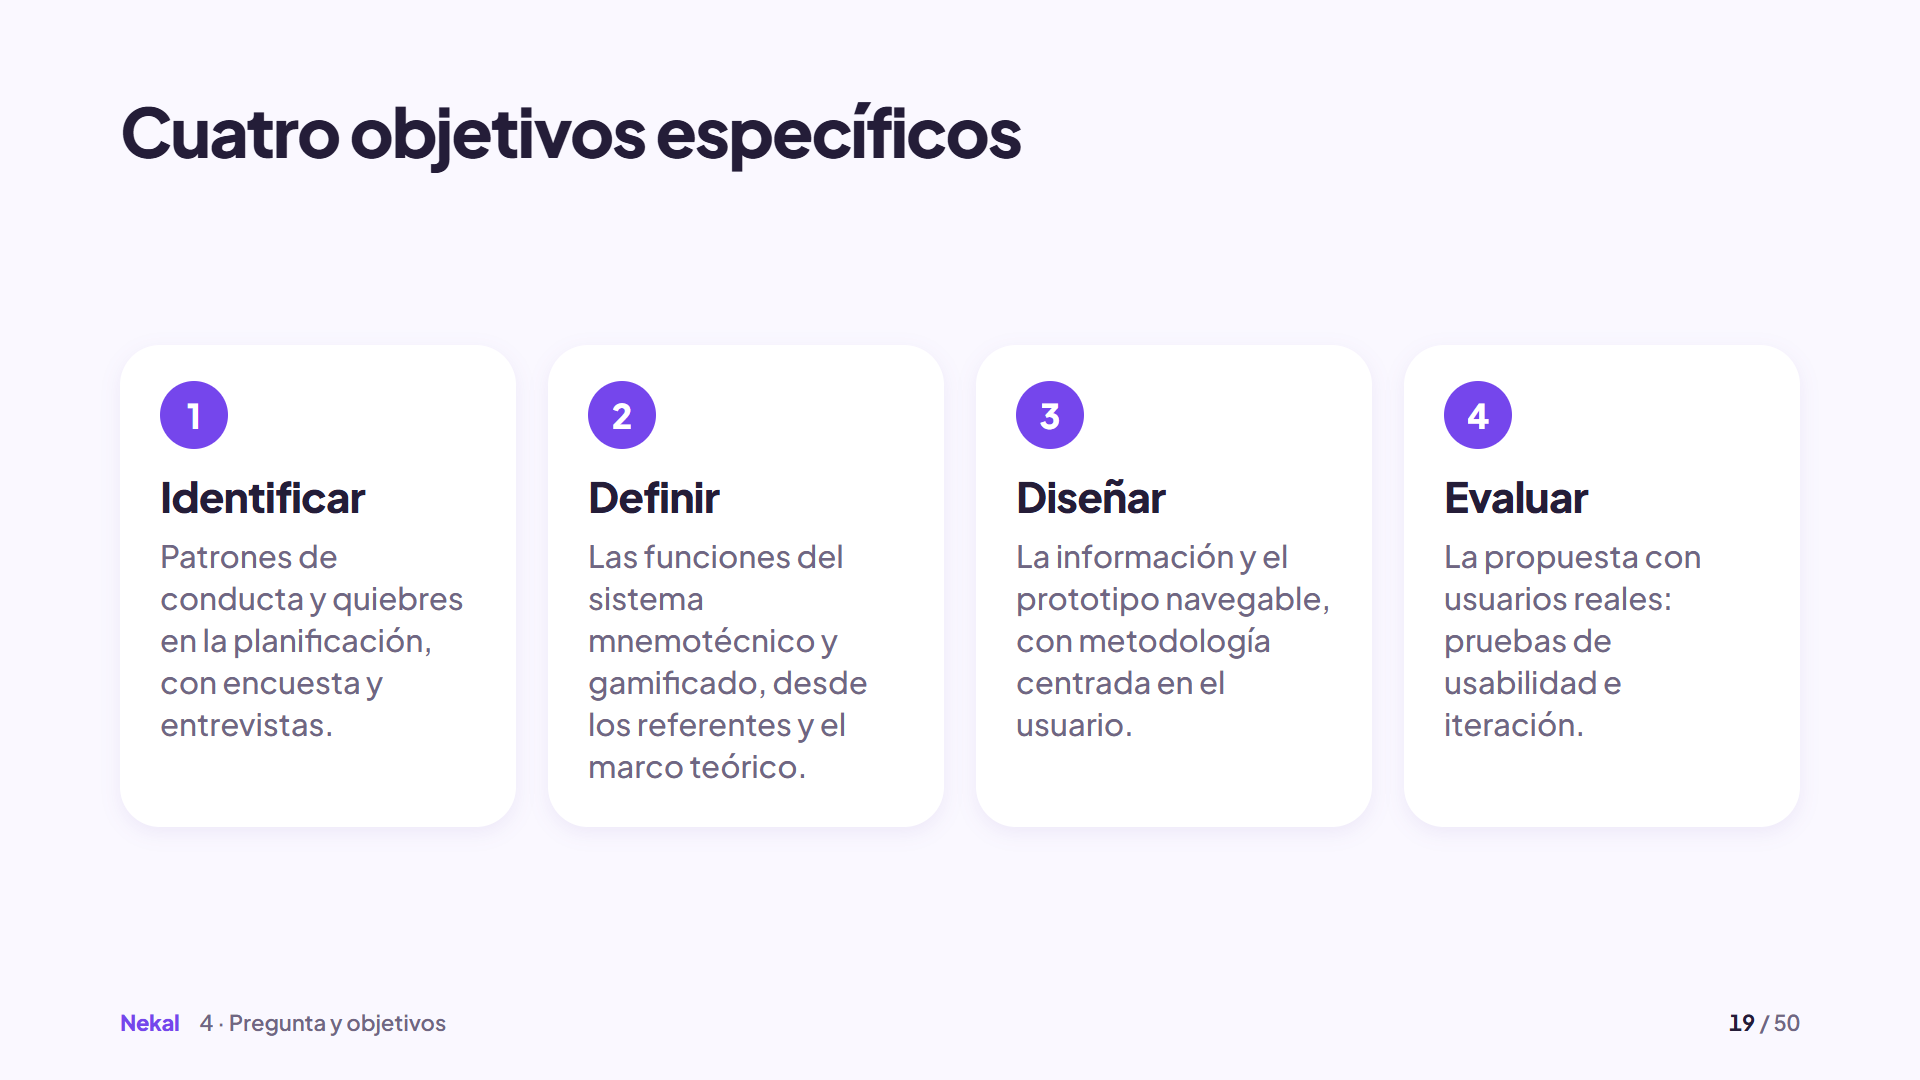 Cuatro objetivos específicos
1
Identificar
Patrones de
conducta y quiebres
en la planificación,
con encuesta y
entrevistas.
2
Definir
Las funciones del
sistema
mnemotécnico y
gamificado, desde
los referentes y el
marco teórico.
3
Diseñar
La información y el
prototipo navegable,
con metodología
centrada en el
usuario.
4
Evaluar
La propuesta con
usuarios reales:
pruebas de
usabilidad e
iteración.
Nekal 4 · Pregunta y objetivos
19 / 50